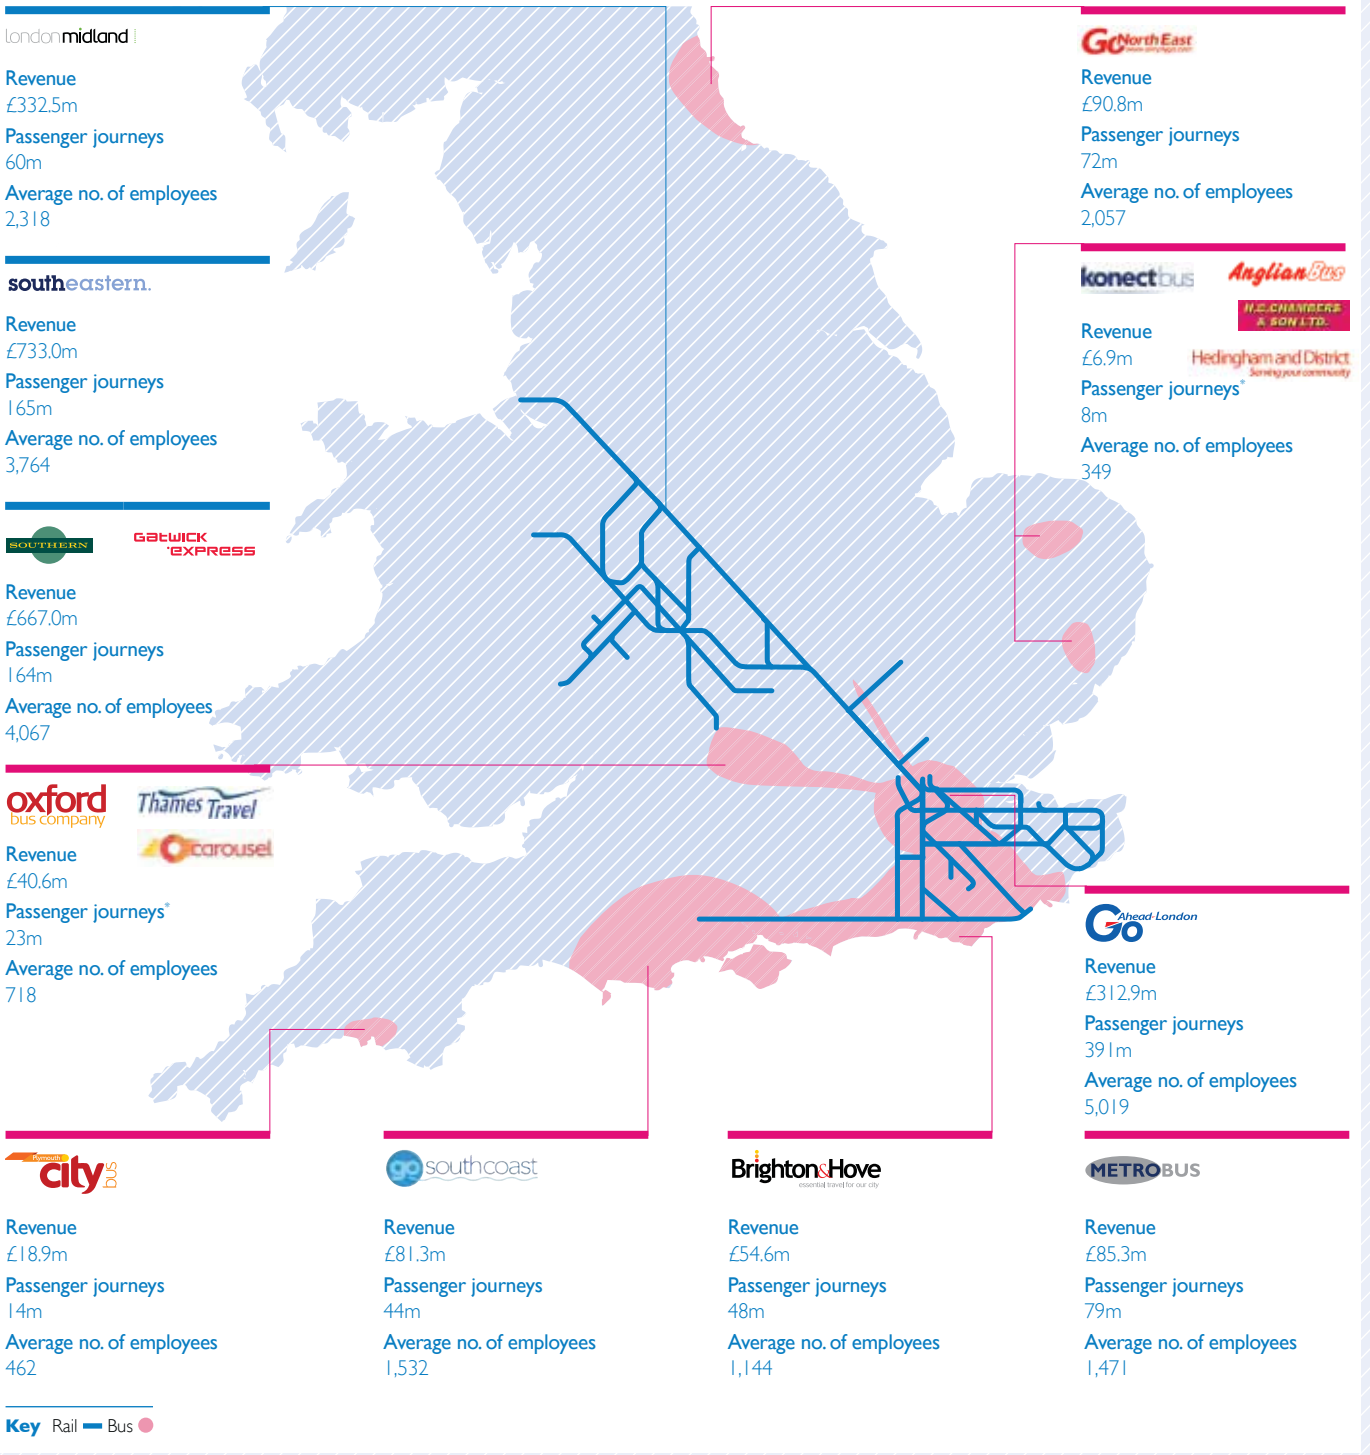 londonmidland
Revenue
£332.5m
Passenger journeys
60m
Average no. of employees
2,318
southeastern.
Revenue
£733.0m
Passenger journeys
165m
Average no. of employees
3,764
SOUTHERN
GATWICK
EXPRESS
Revenue
£667.0m
Passenger journeys
164m
Average no. of employees
4,067
oxford
bus company
Thames Travel
carousel
Revenue
£40.6m
Passenger journeys*
23m
Average no. of employees
718
Go North East
Revenue
£90.8m
Passenger journeys
72m
Average no. of employees
2,057
konectbus
Anglian Bus
H.C.CHAMBERS
& SON LTD.
Hedingham and District
Serving your community
Revenue
£6.9m
Passenger journeys*
8m
Average no. of employees
349
Go Ahead-London
Revenue
£312.9m
Passenger journeys
391m
Average no. of employees
5,019
Plymouth
citybus
Revenue
£18.9m
Passenger journeys
14m
Average no. of employees
462
go southcoast
Revenue
£81.3m
Passenger journeys
44m
Average no. of employees
1,532
Brighton&Hove
essential travel for our city
Revenue
£54.6m
Passenger journeys
48m
Average no. of employees
1,144
METROBUS
Revenue
£85.3m
Passenger journeys
79m
Average no. of employees
1,471
Key Rail Bus